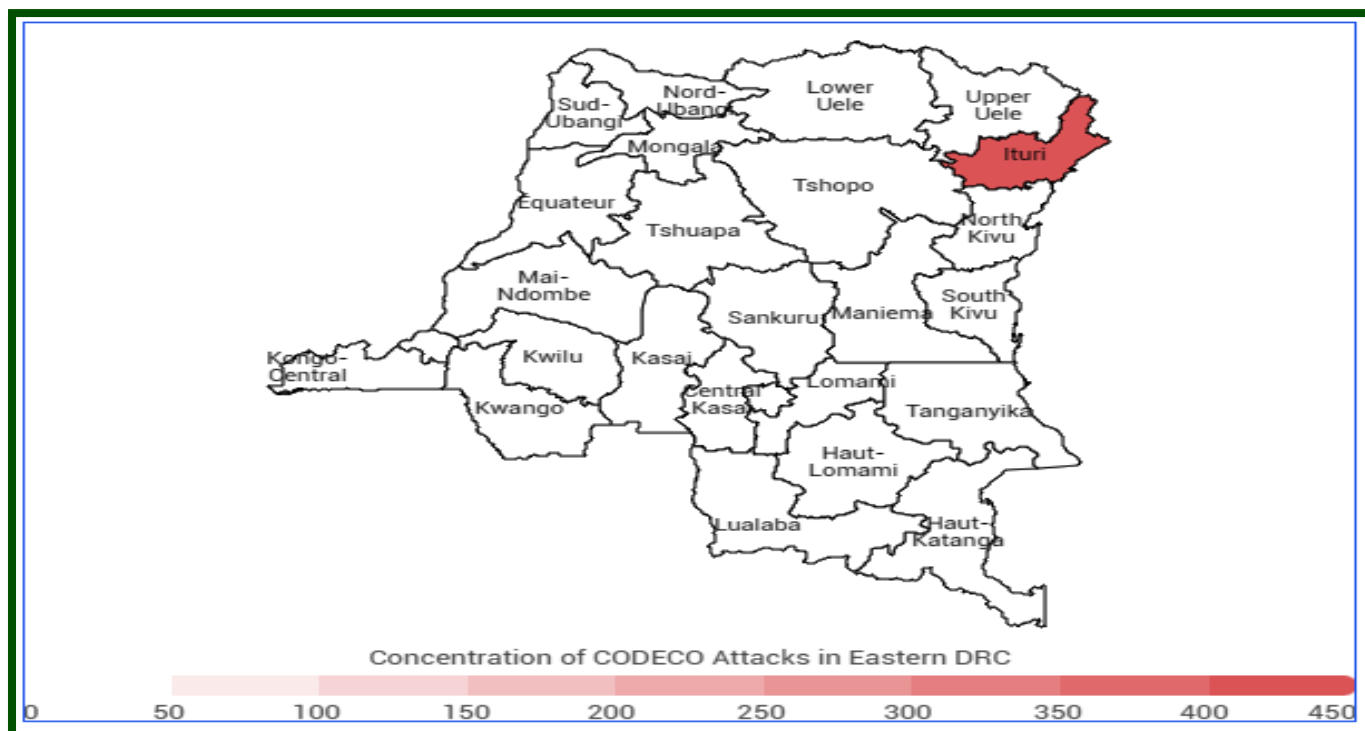 Lower
Uele
Nord-
Ubangi
Sud-
Ubangi
Upper
Uele
Mongala
Ituri
Tshopo
Equateur
Tshuapa
North
Kivu
Mai-
Ndombe
Sankuru
Maniema
South
Kivu
Kongo-
Central
Kwilu
Kasai
Lomami
Central
Kasai
Kwango
Tanganyika
Haut-
Lomami
Lualaba
Haut-
Katanga
Concentration of CODECO Attacks in Eastern DRC
0 50 100 150 200 250 300 350 400 450